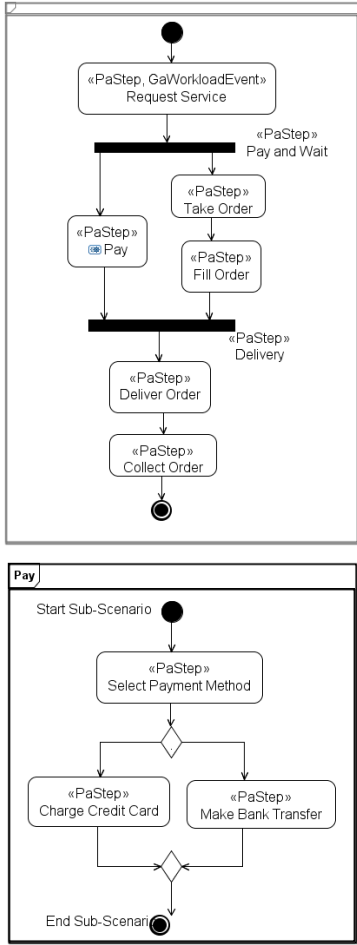 «PaStep, GaWorkloadEvent»
Request Service
«PaStep»
Pay and Wait
«PaStep»
Take Order
«PaStep»
Pay
«PaStep»
Fill Order
«PaStep»
Delivery
«PaStep»
Deliver Order
«PaStep»
Collect Order
Pay
Start Sub-Scenario
«PaStep»
Select Payment Method
«PaStep»
Charge Credit Card
«PaStep»
Make Bank Transfer
End Sub-Scenari